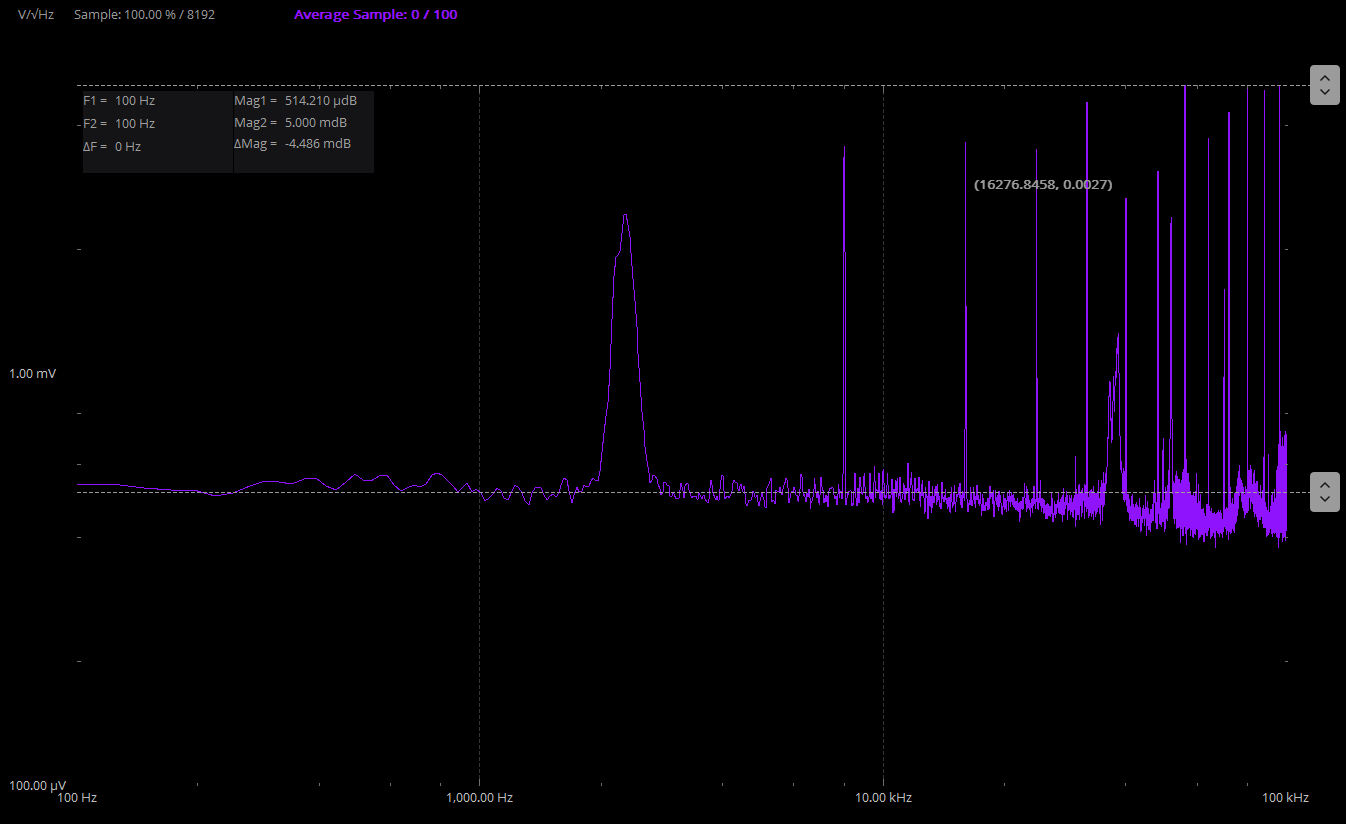 V/√Hz Sample: 100.00 % / 8192 Average Sample: 0 / 100
F1 = 100 Hz Mag1 = 514.210 µdB
F2 = 100 Hz Mag2 = 5.000 mdB
ΔF = 0 Hz ΔMag = -4.486 mdB
(16276.8458, 0.0027)
1.00 mV
100.00 µV
100 Hz 1,000.00 Hz 10.00 kHz 100 kHz